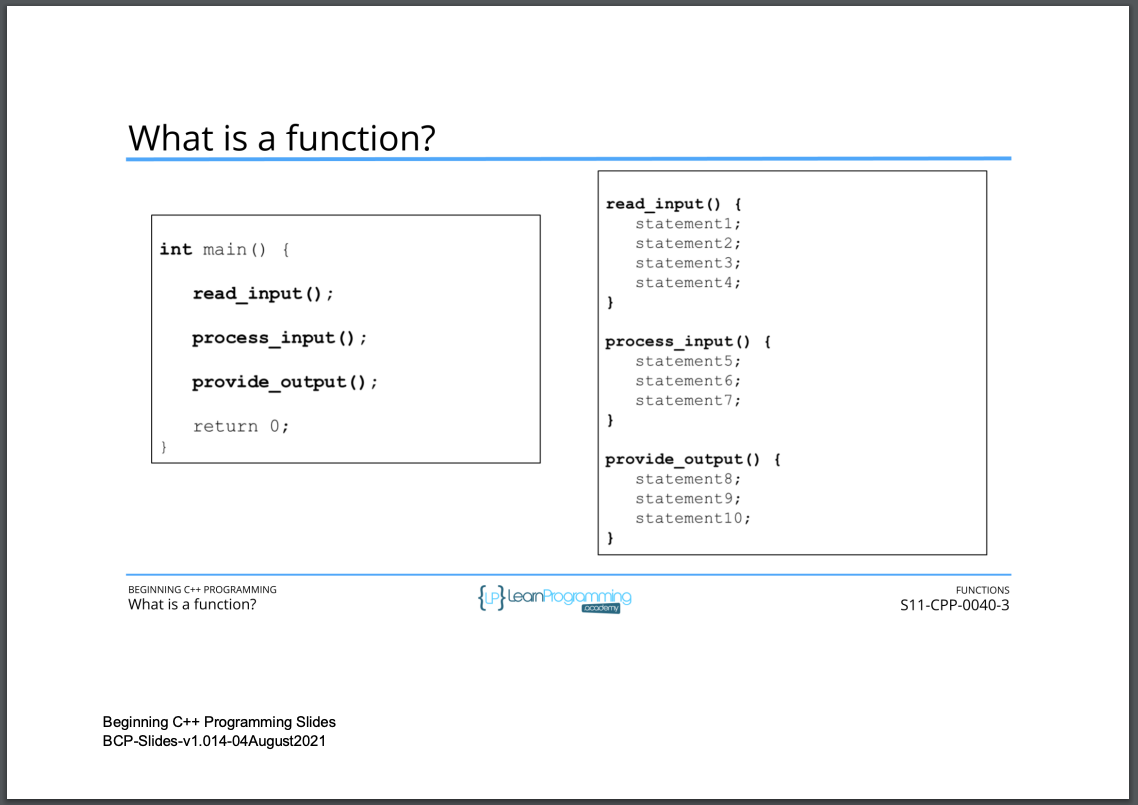 What is a function?
int main() {
read_input();
process_input();
provide_output();
return 0;
}
read_input() {
statement1;
statement2;
statement3;
statement4;
}
process_input() {
statement5;
statement6;
statement7;
}
provide_output() {
statement8;
statement9;
statement10;
}
BEGINNING C++ PROGRAMMING
What is a function?
{LP} LearnProgramming
academy
FUNCTIONS
S11-CPP-0040-3
Beginning C++ Programming Slides
BCP-Slides-v1.014-04August2021